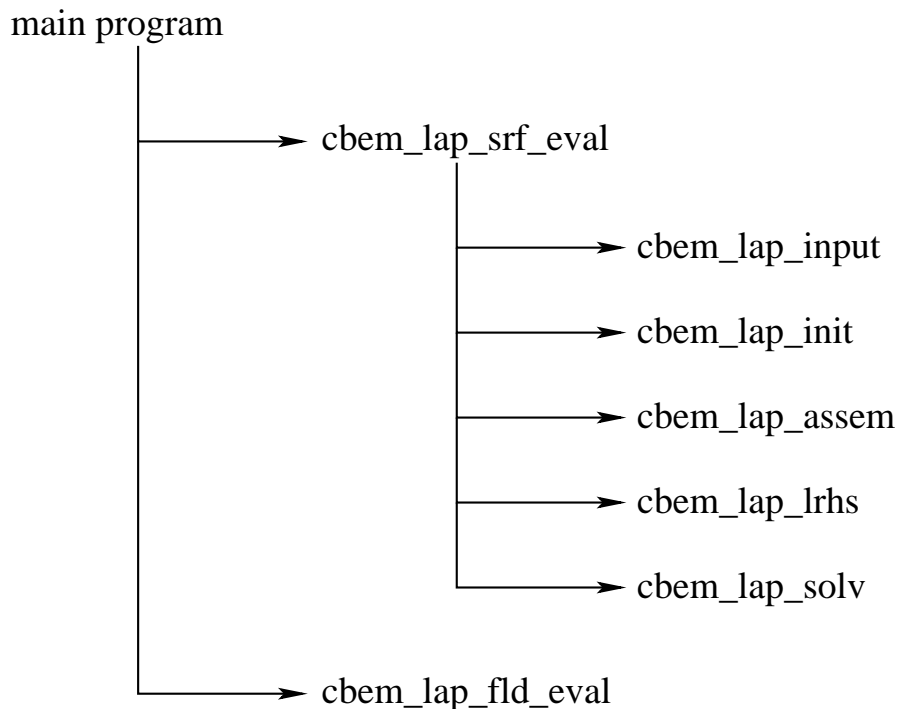 main program
cbem_lap_srf_eval
cbem_lap_input
cbem_lap_init
cbem_lap_assem
cbem_lap_lrhs
cbem_lap_solv
cbem_lap_fld_eval